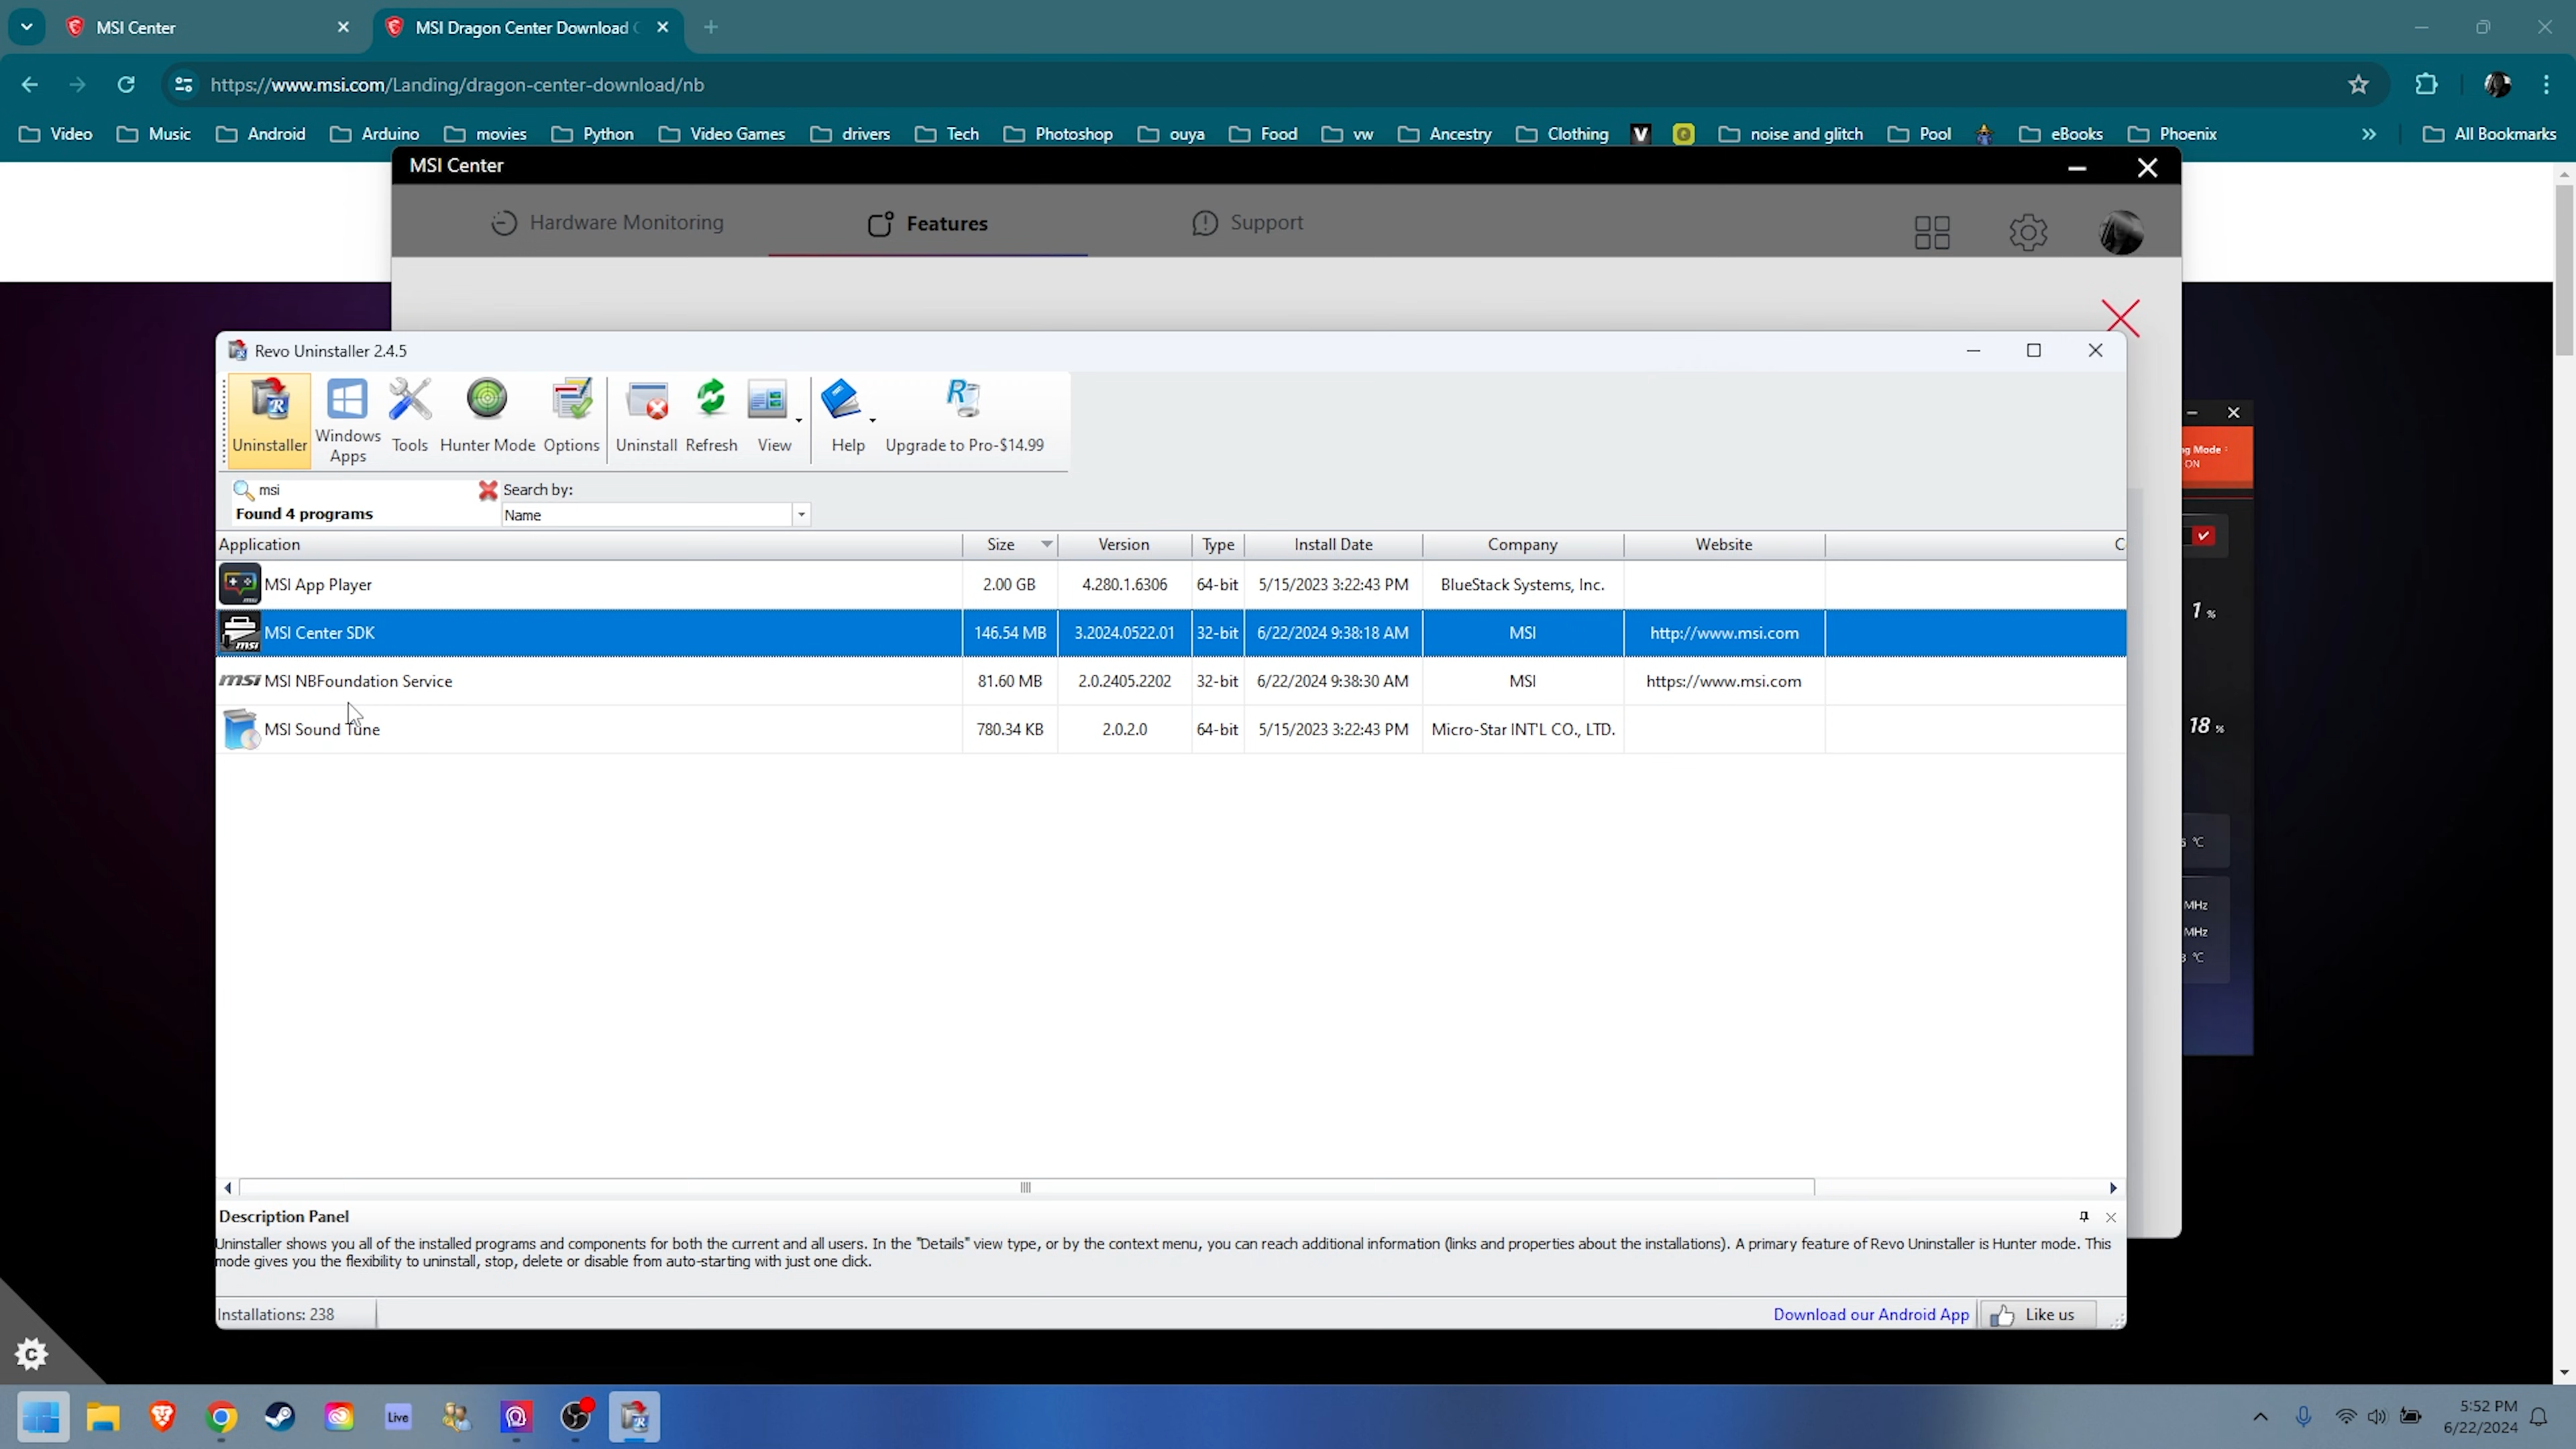 MSI Center
MSI Dragon Center Download
https://www.msi.com/Landing/dragon-center-download/nb
Video Music Android Arduino movies Python Video Games drivers Tech Photoshop ouya Food vw Ancestry Clothing V noise and glitch Pool eBooks Phoenix » All Bookmarks
MSI Center
Hardware Monitoring Features Support
Revo Uninstaller 2.4.5
Uninstaller Windows Apps Tools Hunter Mode Options Uninstall Refresh View Help Upgrade to Pro-$14.99
msi Search by:
Found 4 programs Name
Application Size Version Type Install Date Company Website C
MSI App Player 2.00 GB 4.280.1.6306 64-bit 5/15/2023 3:22:43 PM BlueStack Systems, Inc.
MSI Center SDK 146.54 MB 3.2024.0522.01 32-bit 6/22/2024 9:38:18 AM MSI http://www.msi.com
msi MSI NBFoundation Service 81.60 MB 2.0.2405.2202 32-bit 6/22/2024 9:38:30 AM MSI https://www.msi.com
MSI Sound Tune 780.34 KB 2.0.2.0 64-bit 5/15/2023 3:22:43 PM Micro-Star INT'L CO., LTD.
g Mode :
ON
1 %
18 %
°C
MHz
MHz
°C
Description Panel
Uninstaller shows you all of the installed programs and components for both the current and all users. In the "Details" view type, or by the context menu, you can reach additional information (links and properties about the installations). A primary feature of Revo Uninstaller is Hunter mode. This
mode gives you the flexibility to uninstall, stop, delete or disable from auto-starting with just one click.
Installations: 238 Download our Android App Like us
C
Live
5:52 PM
6/22/2024